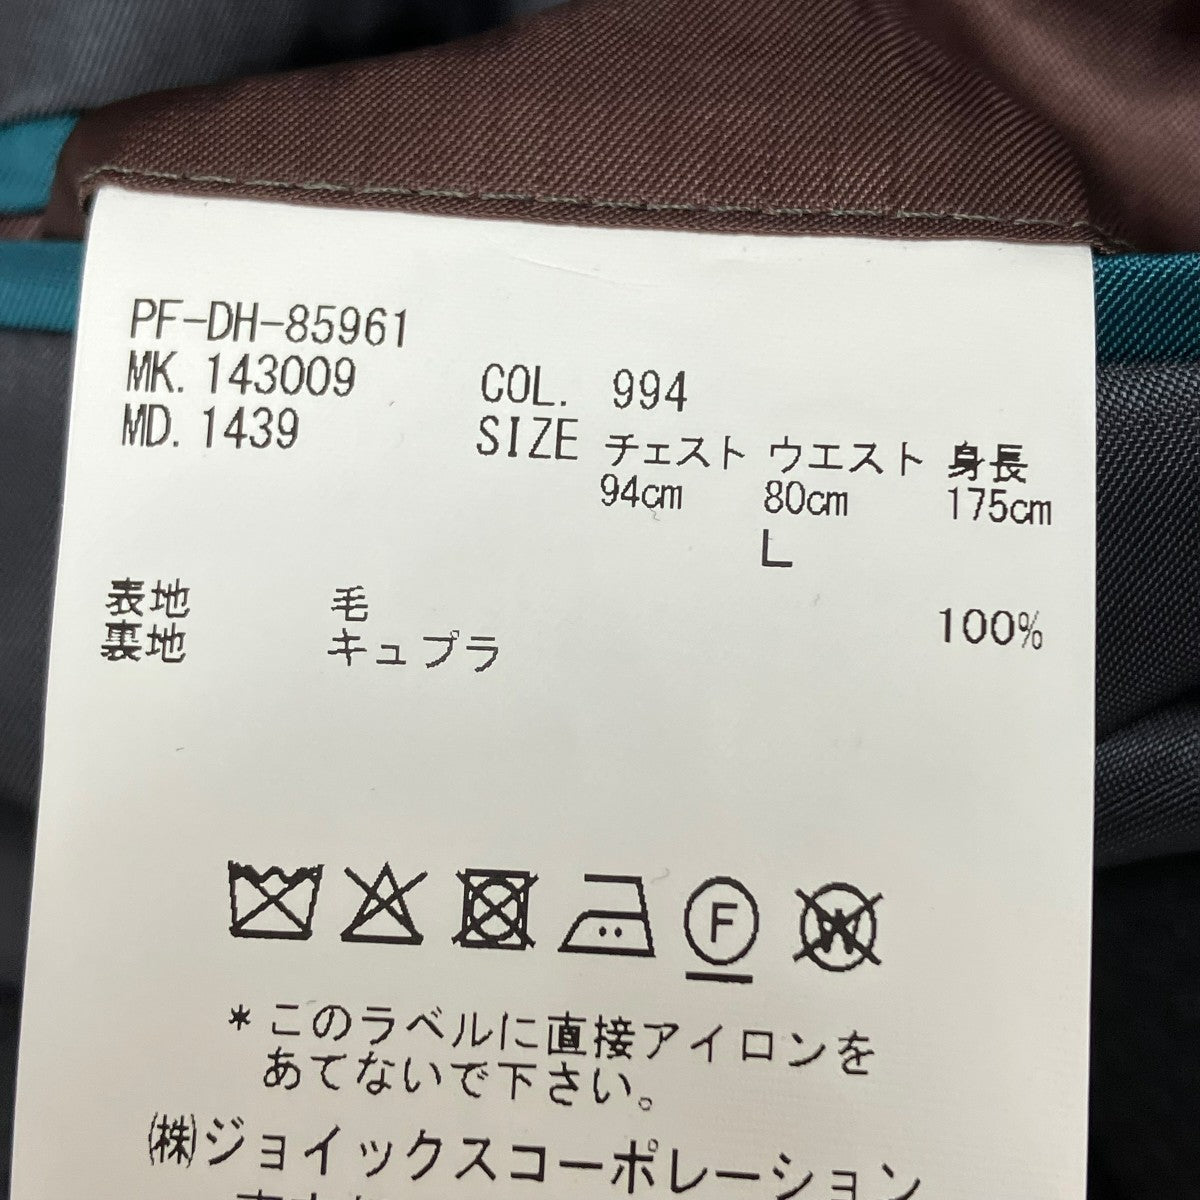 PF-DH-85961
MK. 143009 COL. 994
MD. 1439 SIZE チェスト ウエスト 身長
94cm 80cm 175cm
L
表地 毛 100%
裏地 キュプラ
F
W
*このラベルに直接アイロンを
あてないで下さい。
㈱ジョイックスコーポレーション